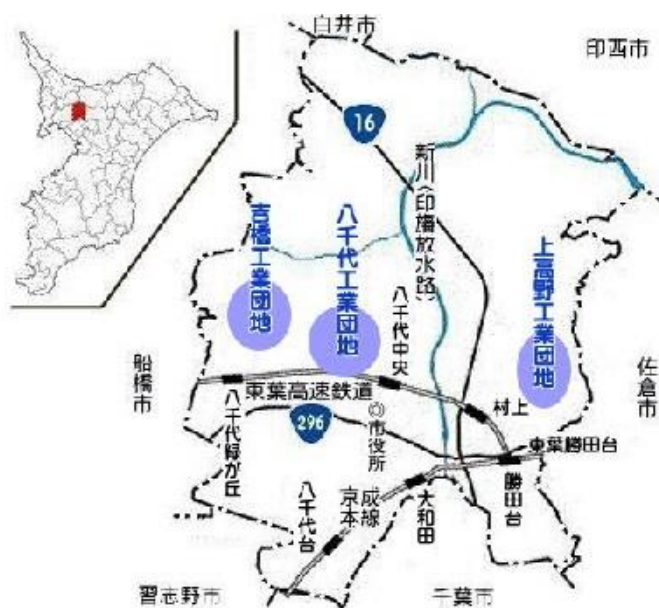 白井市
印西市
16
新川(印旛放水路)
吉橋工業団地
八千代工業団地
上高野工業団地
八千代中央
船橋市
佐倉市
東葉高速鉄道
村上
296
◎市役所
八千代緑が丘
東葉勝田台
京成本線
八千代台
大和田
勝田台
習志野市
千葉市